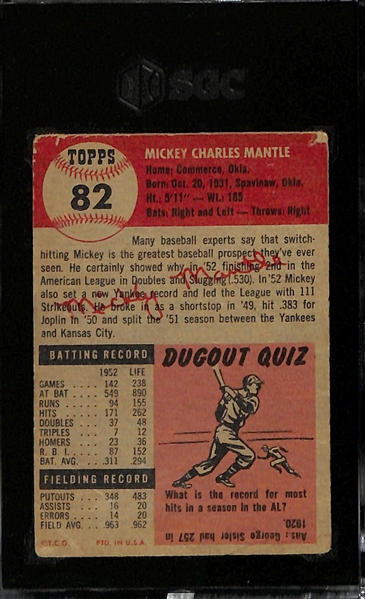 SGC
TOPPS
82
MICKEY CHARLES MANTLE
Home: Commerce, Okla.
Born: Oct. 20, 1931, Spavinaw, Okla.
Ht.: 5'11" — Wt.: 185
Bats: Right and Left — Throws: Right
Many baseball experts say that switch-
hitting Mickey is the greatest baseball prospect they've ever
seen. He certainly showed why in '52 finishing 2nd in the
American League in Doubles and Slugging (.530). In '52 Mickey
also set a new Yankee record and led the League with 111
Strikeouts. He broke in as a shortstop in '49, hit .383 for
Joplin in '50 and split the '51 season between the Yankees
and Kansas City.
Mickey Mantle
BATTING RECORD
1952 LIFE
GAMES 142 238
AT BAT 549 890
RUNS 94 155
HITS 171 262
DOUBLES 37 48
TRIPLES 7 12
HOMERS 23 36
R.B.I. 87 152
BAT. AVG. .311 .294
FIELDING RECORD
PUTOUTS 348 483
ASSISTS 16 20
ERRORS 14 20
FIELD AVG. .963 .962
©T.C.G. PTD. IN U.S.A.
DUGOUT QUIZ
What is the record for most
hits in a season in the AL?
Ans.: George Sisler had 257 in
1920.